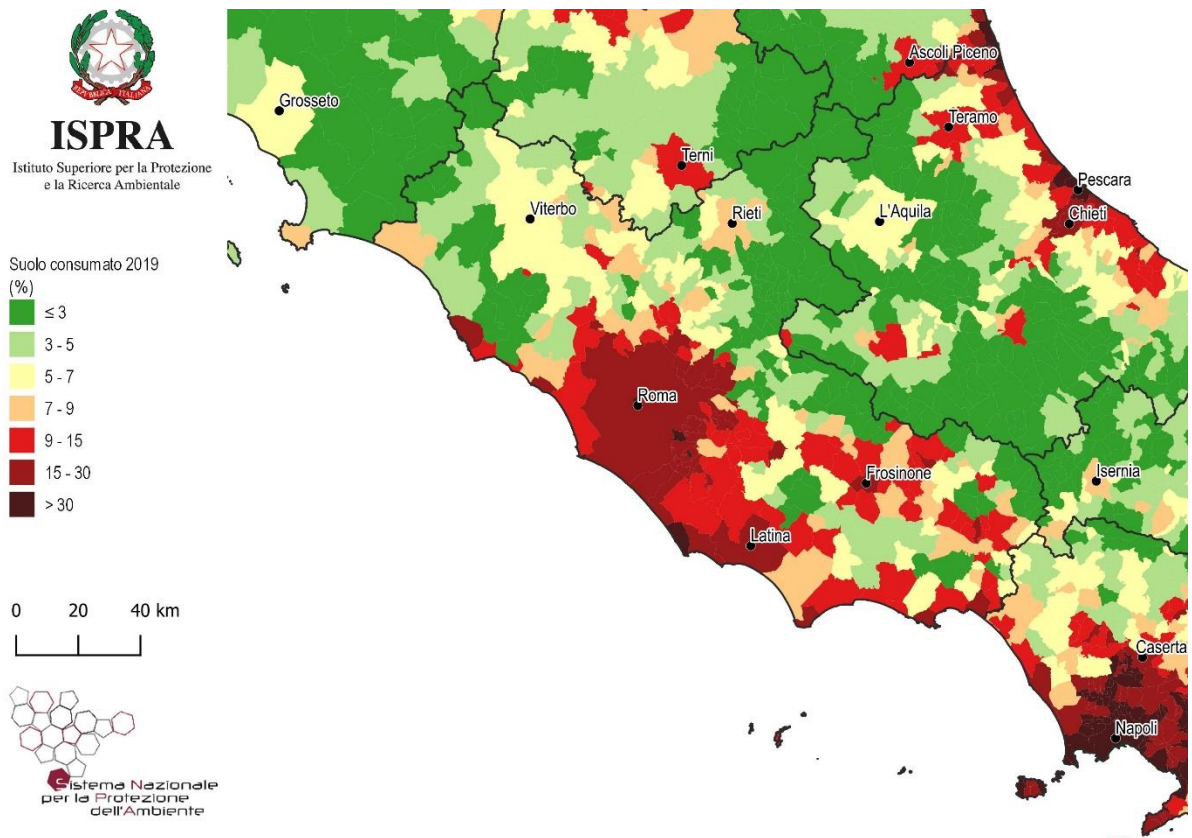 REPVBBLICA ITALIANA
ISPRA
Istituto Superiore per la Protezione
e la Ricerca Ambientale
Suolo consumato 2019
(%)
≤ 3
3 - 5
5 - 7
7 - 9
9 - 15
15 - 30
> 30
0 20 40 km
Sistema Nazionale
per la Protezione
dell'Ambiente
Ascoli Piceno
Grosseto
Teramo
Terni
Pescara
Viterbo
Rieti
L'Aquila
Chieti
Roma
Isernia
Frosinone
Latina
Caserta
Napoli